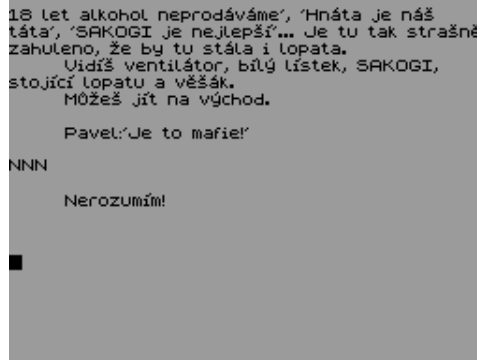 18 let alkohol neprodáváme', 'Hnáta je náš
táta', 'SAKOGI je nejlepší'... Je tu tak strašně
zahuleno, že by tu stála i lopata.
Vidíš ventilátor, bílý lístek, SAKOGI,
stojící lopatu a věšák.
Můžeš jít na východ.
Pavel:'Je to mafie!'
NNN
Nerozumím!